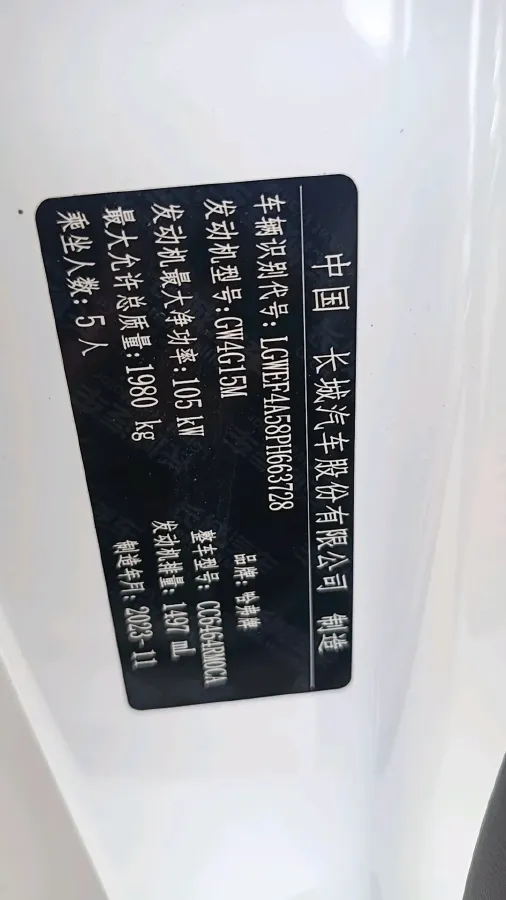 中国 长城汽车股份有限公司 制造
车辆识别代号: LGWEF4A58PH663728
品牌: 哈弗牌
发动机型号: GW4G15M
整车型号: CC6464RM0CA
发动机最大净功率: 105 kW
发动机排量: 1497 mL
最大允许总质量: 1980 kg
制造年月: 2023-11
乘坐人数: 5 人